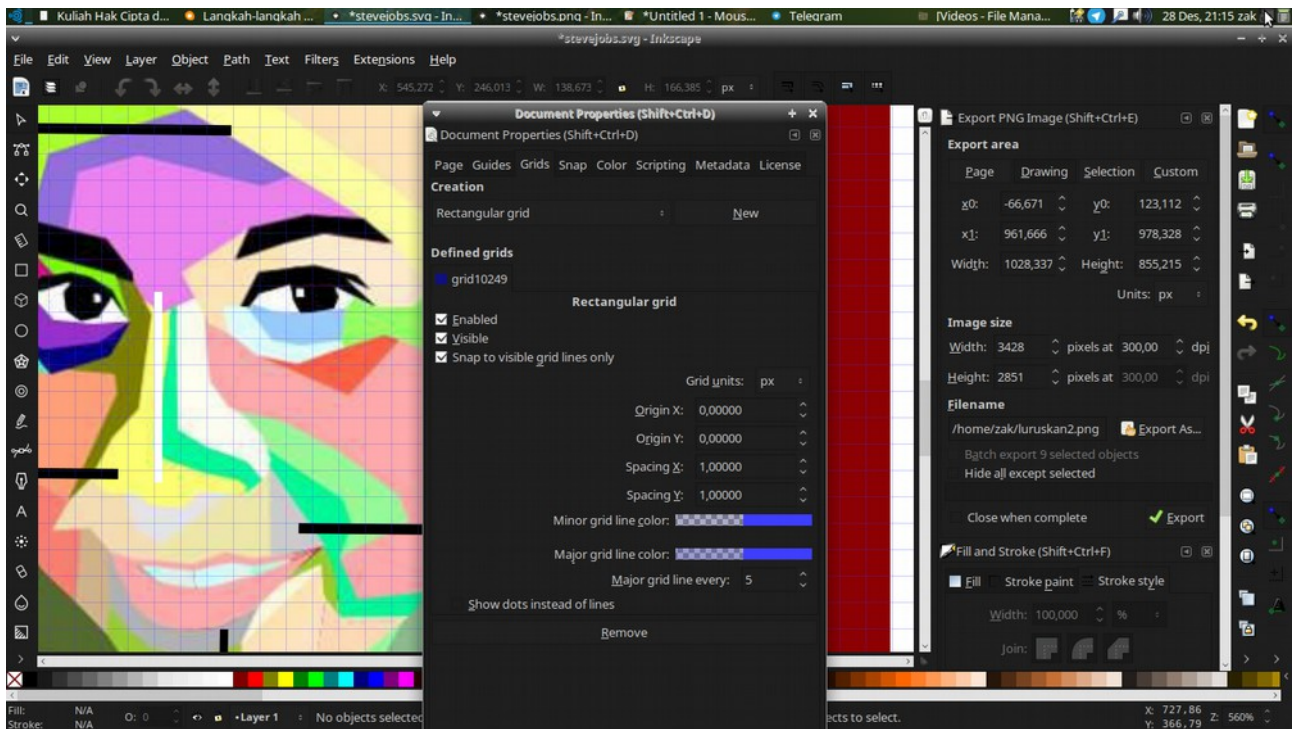 Kuliah Hak Cipta d... Langkah-langkah ... *stevejobs.svg - In... *stevejobs.png - In... *Untitled 1 - Mous... Telegram [Videos - File Mana... 28 Des, 21:15 zak
*stevejobs.svg - Inkscape
File Edit View Layer Object Path Text Filters Extensions Help
X: 545,272 Y: 246,013 W: 138,673 H: 166,385 px
Document Properties (Shift+Ctrl+D)
Document Properties (Shift+Ctrl+D)
Page Guides Grids Snap Color Scripting Metadata License
Creation
Rectangular grid New
Defined grids
grid10249
Rectangular grid
Enabled
Visible
Snap to visible grid lines only
Grid units: px
Origin X: 0,00000
Origin Y: 0,00000
Spacing X: 1,00000
Spacing Y: 1,00000
Minor grid line color:
Major grid line color:
Major grid line every: 5
Show dots instead of lines
Remove
Export PNG Image (Shift+Ctrl+E)
Export area
Page Drawing Selection Custom
x0: -66,671 y0: 123,112
x1: 961,666 y1: 978,328
Width: 1028,337 Height: 855,215
Units: px
Image size
Width: 3428 pixels at 300,00 dpi
Height: 2851 pixels at 300,00 dpi
Filename
/home/zak/luruskan2.png Export As...
Batch export 9 selected objects
Hide all except selected
Close when complete Export
Fill and Stroke (Shift+Ctrl+F)
Fill Stroke paint Stroke style
Width: 100,000 %
Join:
Fill: N/A
Stroke: N/A
O: 0 •Layer 1 No objects selected ects to select.
X: 727,86
Y: 366,79
Z: 560%